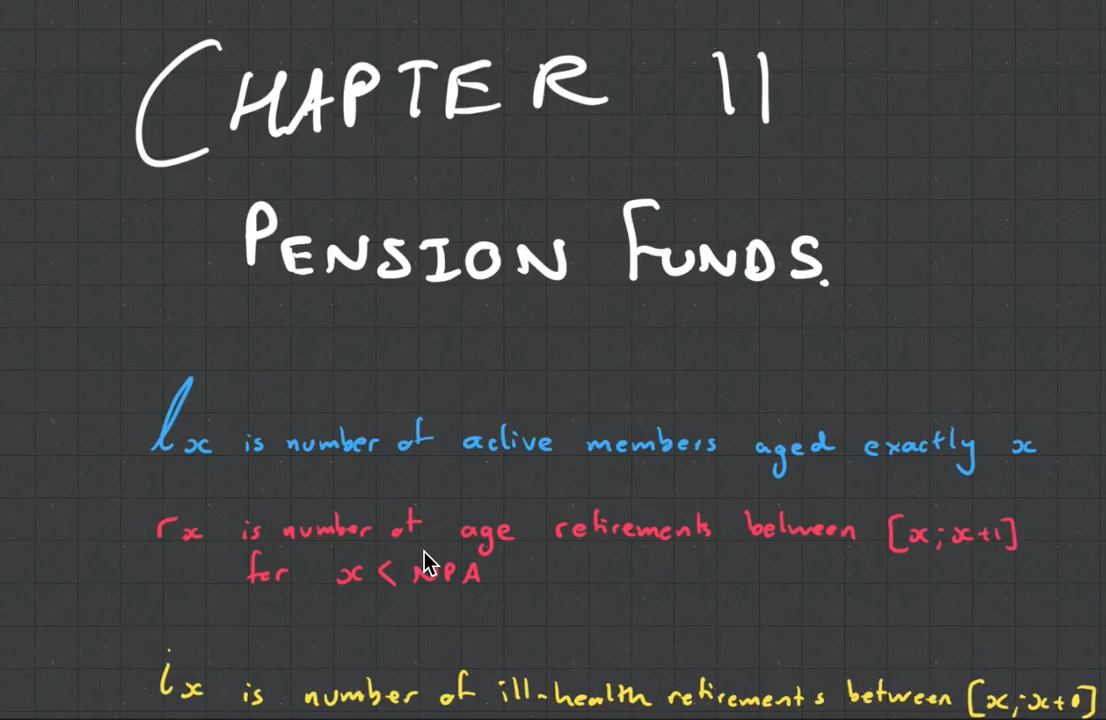 CHAPTER 11
PENSION FUNDS.
lx is number of active members aged exactly x
rx is number of age retirements between [x; x+1]
for x < NPA
ix is number of ill-health retirements between [x; x+1]